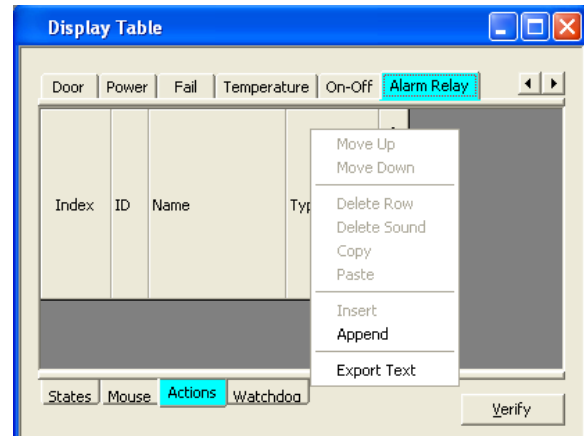 Display Table
Door Power Fail Temperature On-Off Alarm Relay
Index ID Name
Move Up
Move Down
Delete Row
Delete Sound
Copy
Paste
Insert
Append
Export Text
States Mouse Actions Watchdog
Verify